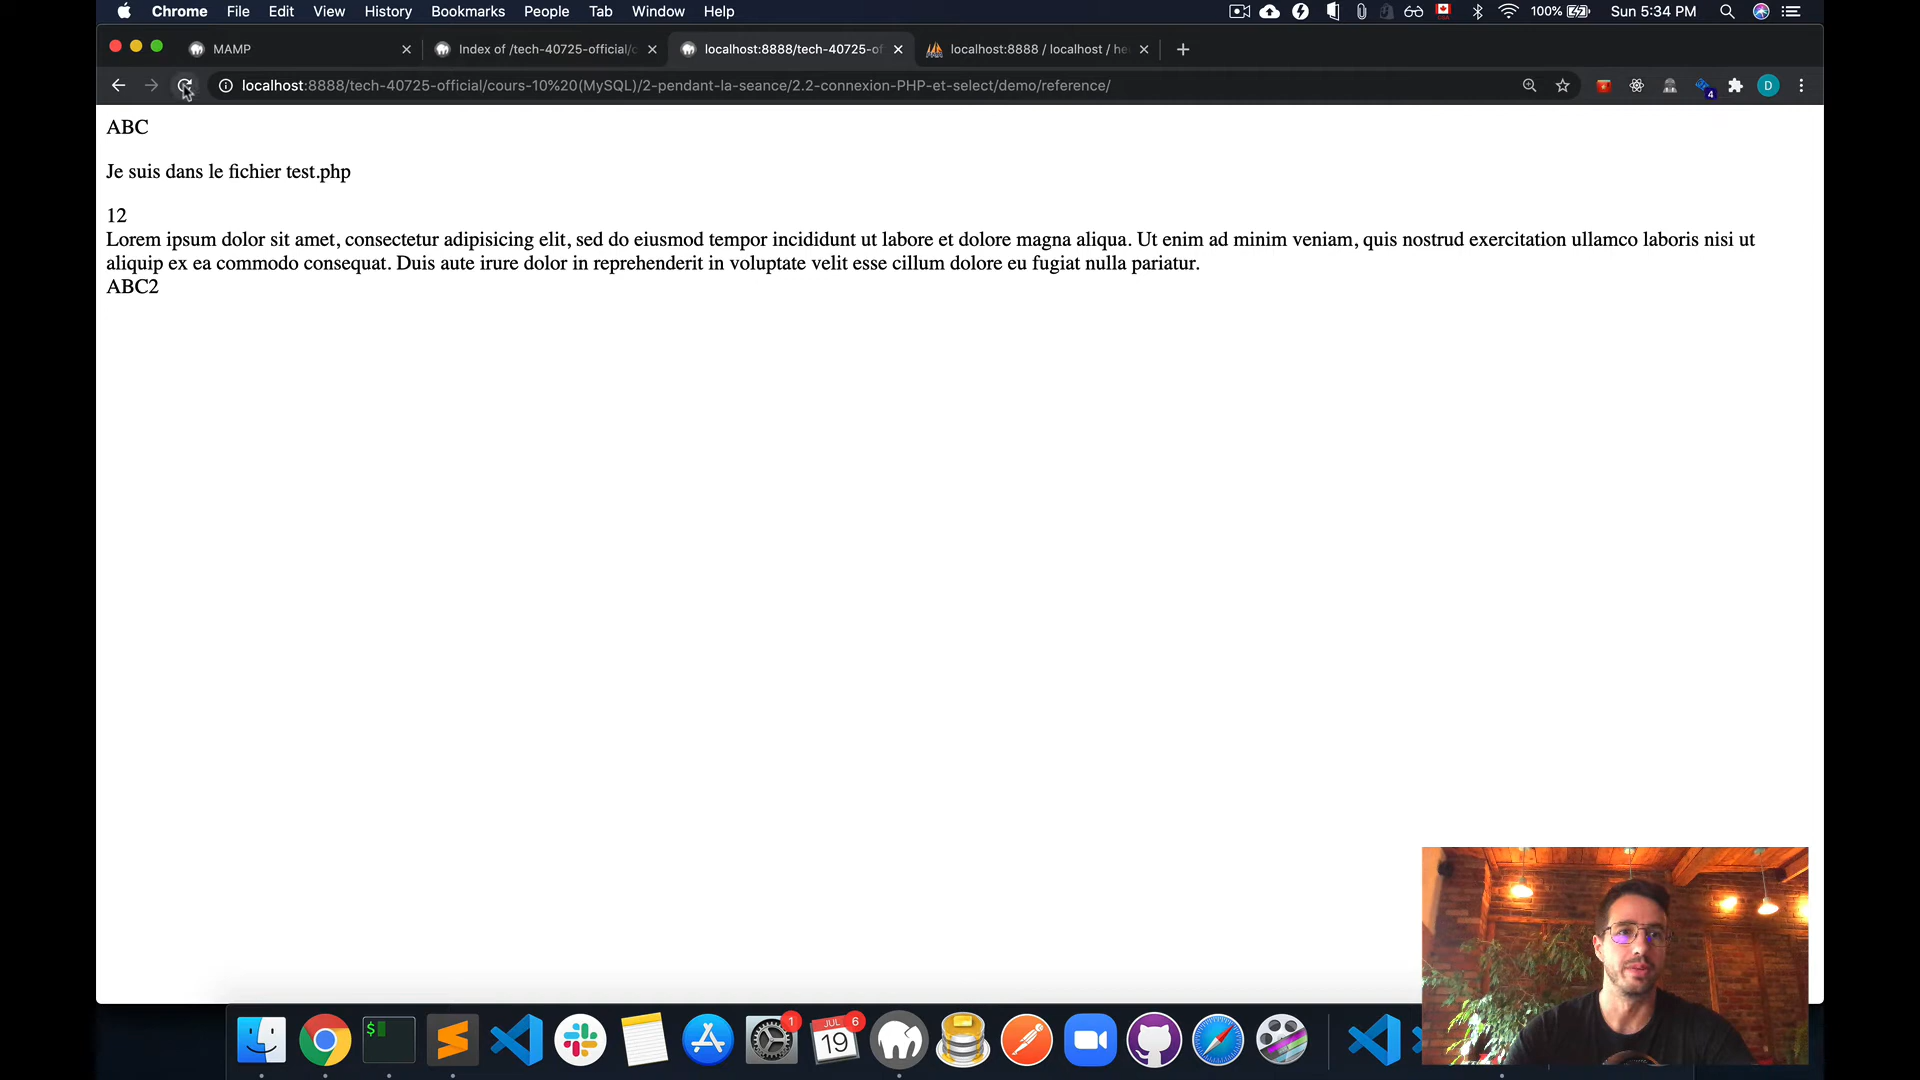 Chrome File Edit View History Bookmarks People Tab Window Help 100% Sun 5:34 PM
MAMP Index of /tech-40725-official/c localhost:8888/tech-40725-of localhost:8888 / localhost / he
localhost:8888/tech-40725-official/cours-10%20(MySQL)/2-pendant-la-seance/2.2-connexion-PHP-et-select/demo/reference/ 4 D
ABC
Je suis dans le fichier test.php
12
Lorem ipsum dolor sit amet, consectetur adipisicing elit, sed do eiusmod tempor incididunt ut labore et dolore magna aliqua. Ut enim ad minim veniam, quis nostrud exercitation ullamco laboris nisi ut
aliquip ex ea commodo consequat. Duis aute irure dolor in reprehenderit in voluptate velit esse cillum dolore eu fugiat nulla pariatur.
ABC2
$ 1 JUL 6
19